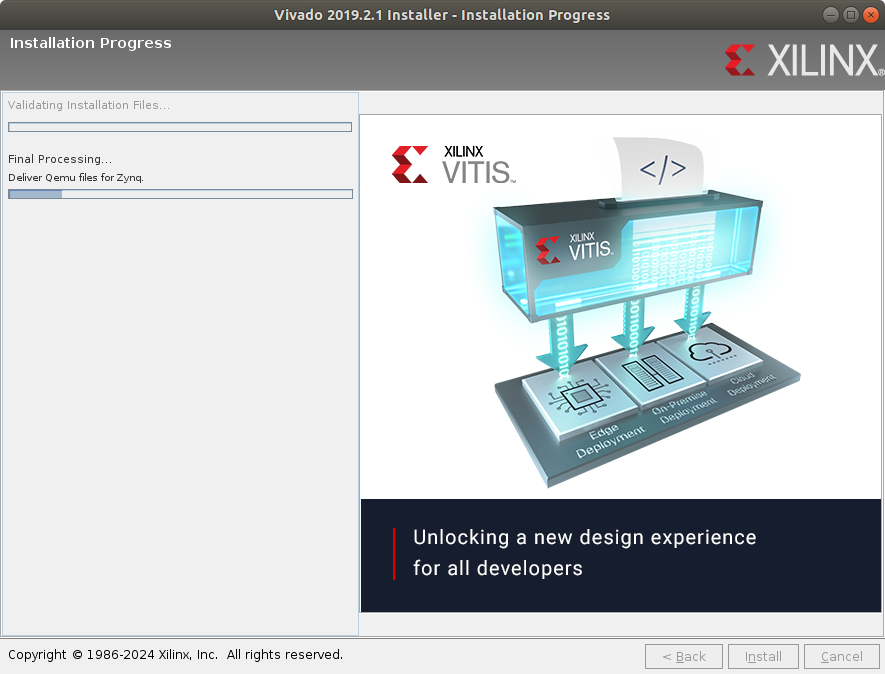 Vivado 2019.2.1 Installer - Installation Progress
Installation Progress
XILINX®
Validating Installation Files...
Final Processing...
Deliver Qemu files for Zynq.
XILINX
VITIS™
</>
XILINX
VITIS
Edge
Deployment
On-Premise
Deployment
Cloud
Deployment
Unlocking a new design experience
for all developers
Copyright © 1986-2024 Xilinx, Inc.  All rights reserved.
< Back
Install
Cancel